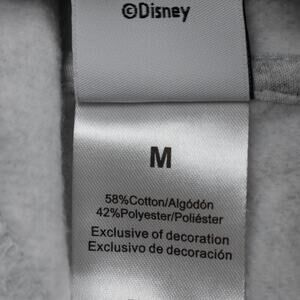 ©Disney
M
58%Cotton/Algodón
42%Polyester/Poliéster
Exclusive of decoration
Exclusivo de decoración